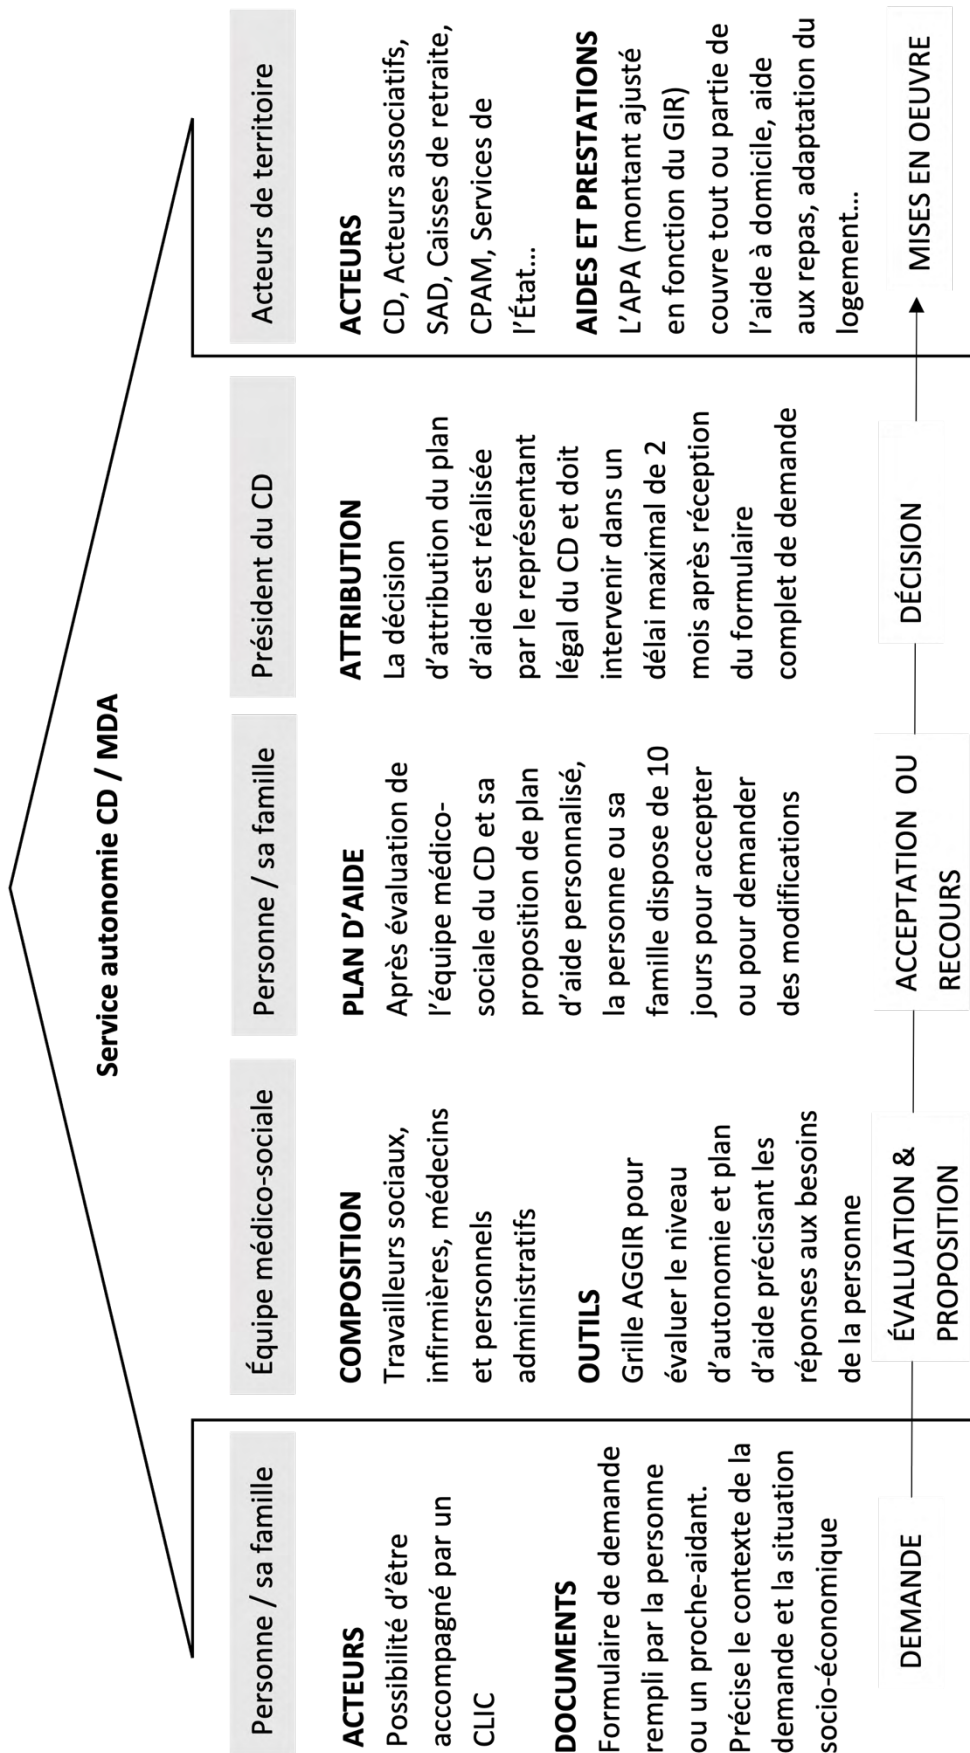 Service autonomie CD / MDA
Personne / sa famille
ACTEURS
Possibilité d'être
accompagné par un
CLIC
DOCUMENTS
Formulaire de demande
rempli par la personne
ou un proche-aidant.
Précise le contexte de la
demande et la situation
socio-économique
DEMANDE
Équipe médico-sociale
COMPOSITION
Travailleurs sociaux,
infirmières, médecins
et personnels
administratifs
OUTILS
Grille AGGIR pour
évaluer le niveau
d'autonomie et plan
d'aide précisant les
réponses aux besoins
de la personne
ÉVALUATION &
PROPOSITION
Personne / sa famille
PLAN D'AIDE
Après évaluation de
l'équipe médico-
sociale du CD et sa
proposition de plan
d'aide personnalisé,
la personne ou sa
famille dispose de 10
jours pour accepter
ou pour demander
des modifications
ACCEPTATION OU
RECOURS
Président du CD
ATTRIBUTION
La décision
d'attribution du plan
d'aide est réalisée
par le représentant
légal du CD et doit
intervenir dans un
délai maximal de 2
mois après réception
du formulaire
complet de demande
DÉCISION
Acteurs de territoire
ACTEURS
CD, Acteurs associatifs,
SAD, Caisses de retraite,
CPAM, Services de
l'État...
AIDES ET PRESTATIONS
L'APA (montant ajusté
en fonction du GIR)
couvre tout ou partie de
l'aide à domicile, aide
aux repas, adaptation du
logement...
MISES EN OEUVRE